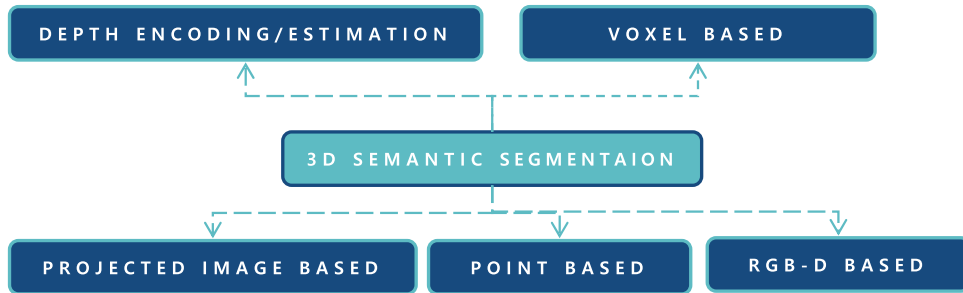 DEPTH ENCODING/ESTIMATION
VOXEL BASED
3D SEMANTIC SEGMENTAION
PROJECTED IMAGE BASED
POINT BASED
RGB-D BASED